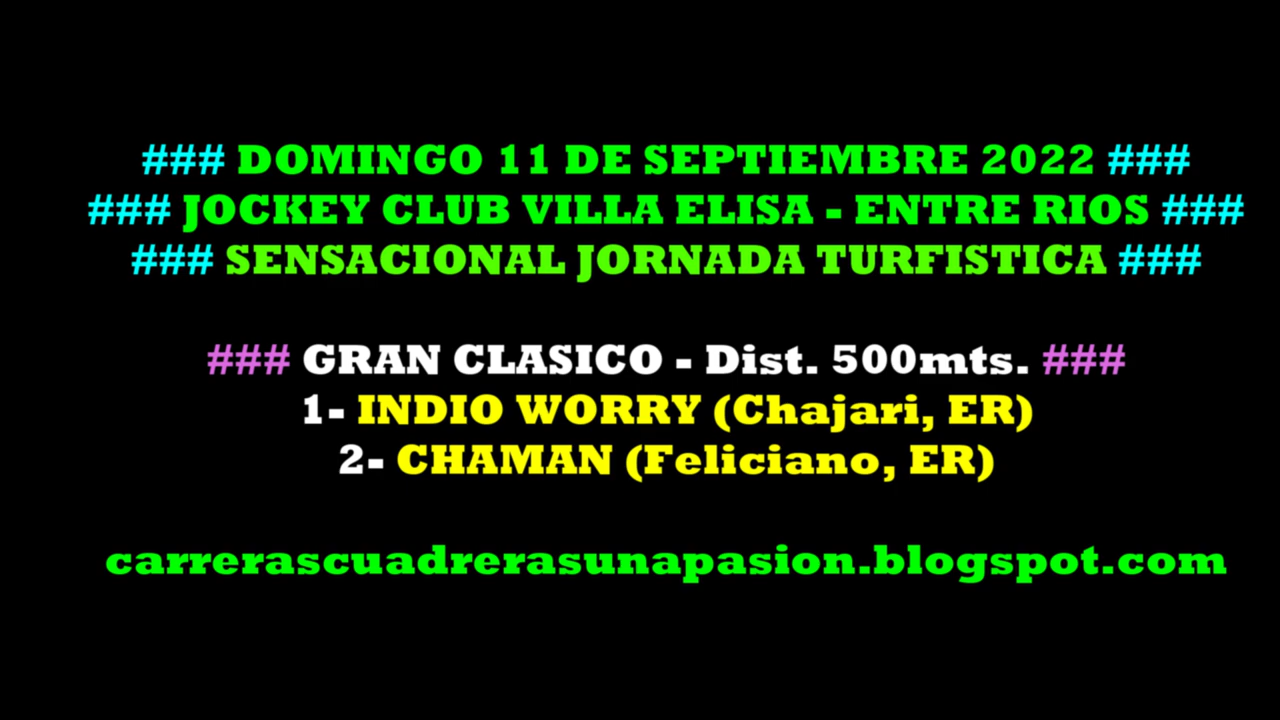 ### DOMINGO 11 DE SEPTIEMBRE 2022 ###
### JOCKEY CLUB VILLA ELISA - ENTRE RIOS ###
### SENSACIONAL JORNADA TURFISTICA ###
### GRAN CLASICO - Dist. 500mts. ###
1- INDIO WORRY (Chajari, ER)
2- CHAMAN (Feliciano, ER)
carrerascuadrerasunapasion.blogspot.com